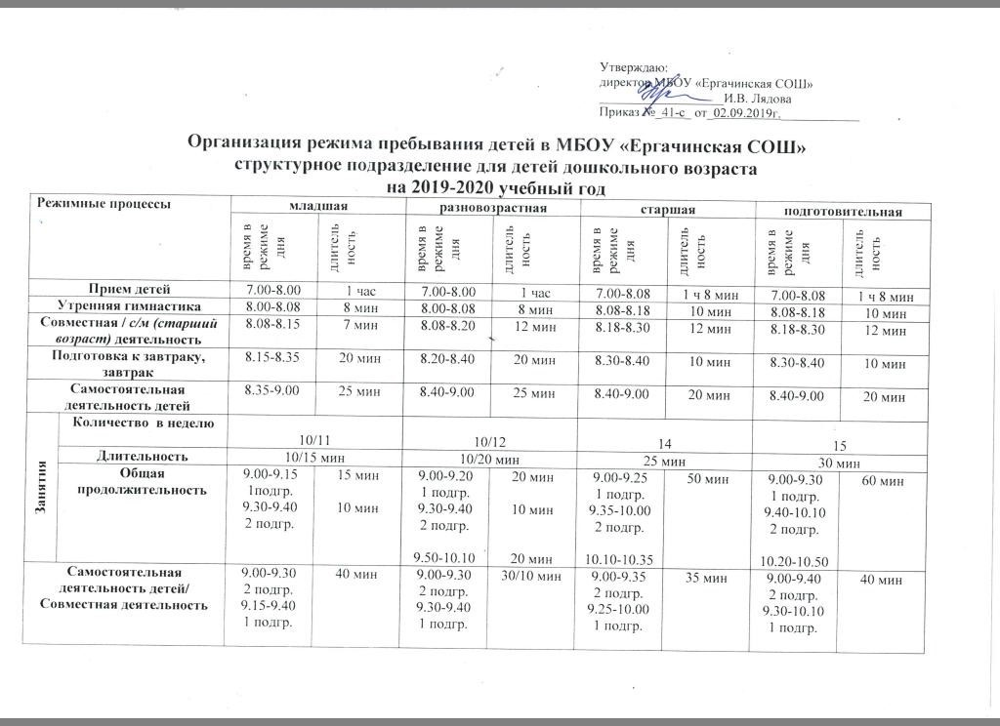 Утверждаю:
директор МБОУ «Ергачинская СОШ»
____________________И.В. Лядова
Приказ №_41-с_ от_02.09.2019г.____________
Организация режима пребывания детей в МБОУ «Ергачинская СОШ»
структурное подразделение для детей дошкольного возраста
на 2019-2020 учебный год
Режимные процессы младшая разновозрастная старшая подготовительная
время в режиме дня длитель ность время в режиме дня длитель ность время в режиме дня длитель ность время в режиме дня длитель ность
Прием детей 7.00-8.00 1 час 7.00-8.00 1 час 7.00-8.08 1 ч 8 мин 7.00-8.08 1 ч 8 мин
Утренняя гимнастика 8.00-8.08 8 мин 8.00-8.08 8 мин 8.08-8.18 10 мин 8.08-8.18 10 мин
Совместная / с/м (старший 8.08-8.15 7 мин 8.08-8.20 12 мин 8.18-8.30 12 мин 8.18-8.30 12 мин
возраст) деятельность
Подготовка к завтраку, 8.15-8.35 20 мин 8.20-8.40 20 мин 8.30-8.40 10 мин 8.30-8.40 10 мин
завтрак
Самостоятельная 8.35-9.00 25 мин 8.40-9.00 25 мин 8.40-9.00 20 мин 8.40-9.00 20 мин
деятельность детей
Занятия
Количество в неделю
10/11 10/12 14 15
Длительность 10/15 мин 10/20 мин 25 мин 30 мин
Общая 9.00-9.15 15 мин 9.00-9.20 20 мин 9.00-9.25 50 мин 9.00-9.30 60 мин
продолжительность 1подгр. 1 подгр. 1 подгр. 1 подгр.
9.30-9.40 10 мин 9.30-9.40 10 мин 9.35-10.00 9.40-10.10
2 подгр. 2 подгр. 2 подгр. 2 подгр.
9.50-10.10 20 мин 10.10-10.35 10.20-10.50
Самостоятельная 9.00-9.30 40 мин 9.00-9.30 30/10 мин 9.00-9.35 35 мин 9.00-9.40 40 мин
деятельность детей/ 2 подгр. 2 подгр. 2 подгр. 2 подгр.
Совместная деятельность 9.15-9.40 9.30-9.40 9.25-10.00 9.30-10.10
1 подгр. 1 подгр. 1 подгр. 1 подгр.